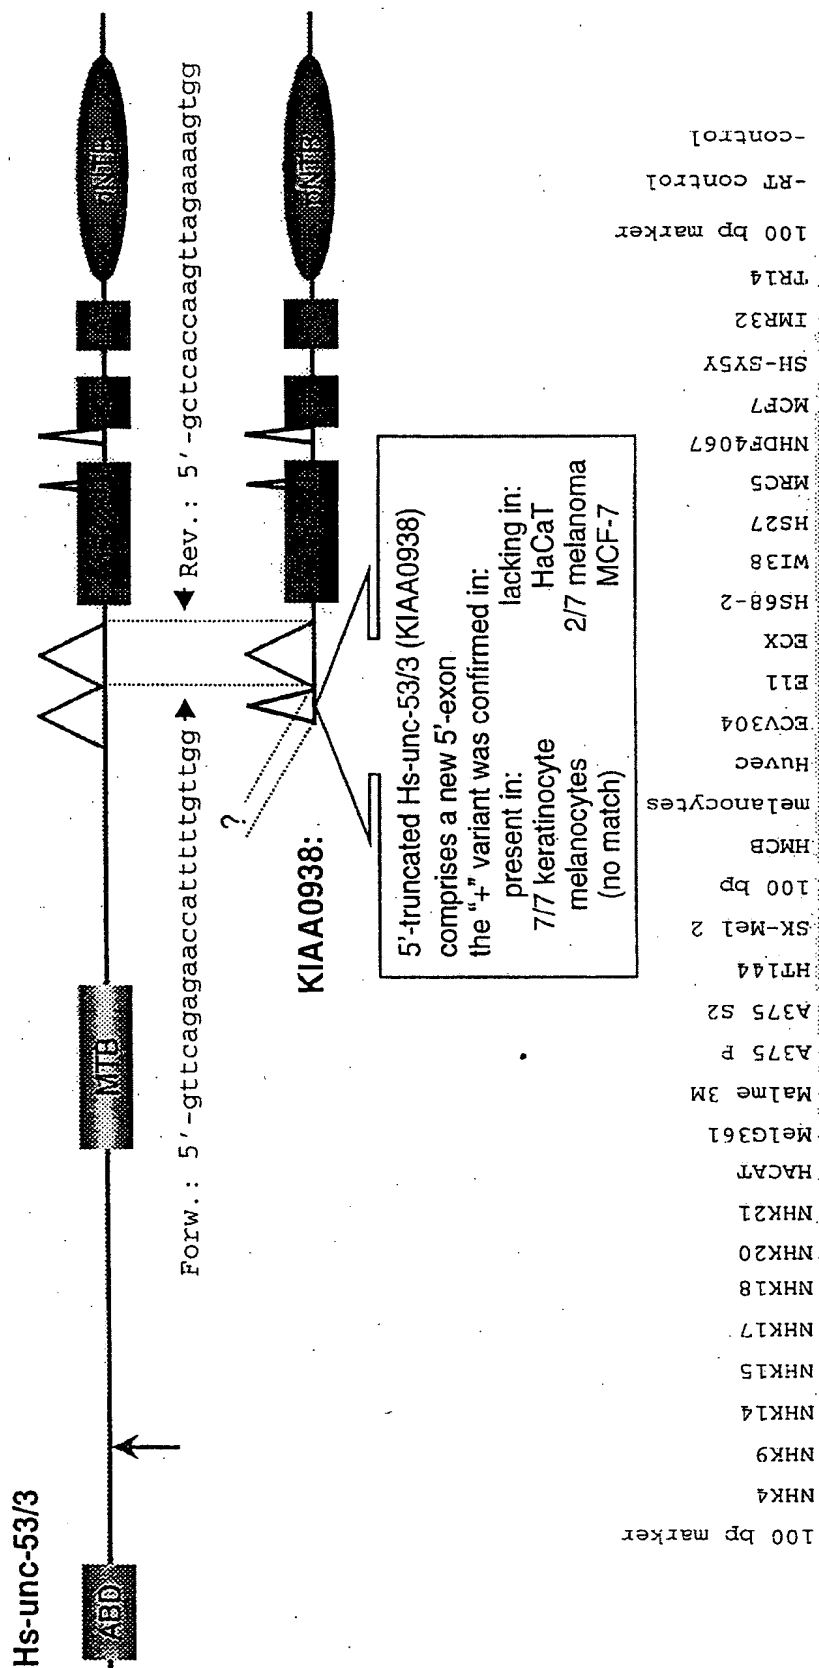 Hs-unc-53/3
ABD
MTB
pNTB
Forw.: 5'-gttcagagaaccatttttgttgg
Rev.: 5'-gctcaccaagttagaaaagtgg
?
KIAA0938:
pNTB
5'-truncated Hs-unc-53/3 (KIAA0938)
comprises a new 5'-exon
the "+" variant was confirmed in:
present in: lacking in:
7/7 keratinocyte HaCaT
melanocytes 2/7 melanoma
(no match) MCF-7
100 bp marker
NHK4
NHK9
NHK14
NHK15
NHK17
NHK18
NHK20
NHK21
HACAT
MelG361
Malme 3M
A375 P
A375 S2
HT144
SK-Mel 2
100 bp
HMCB
melanocytes
Huvec
ECV304
E11
ECX
HS68-2
WI38
HS27
MRC5
NHDF4067
MCF7
SH-SY5Y
IMR32
TR14
100 bp marker
-RT control
-control